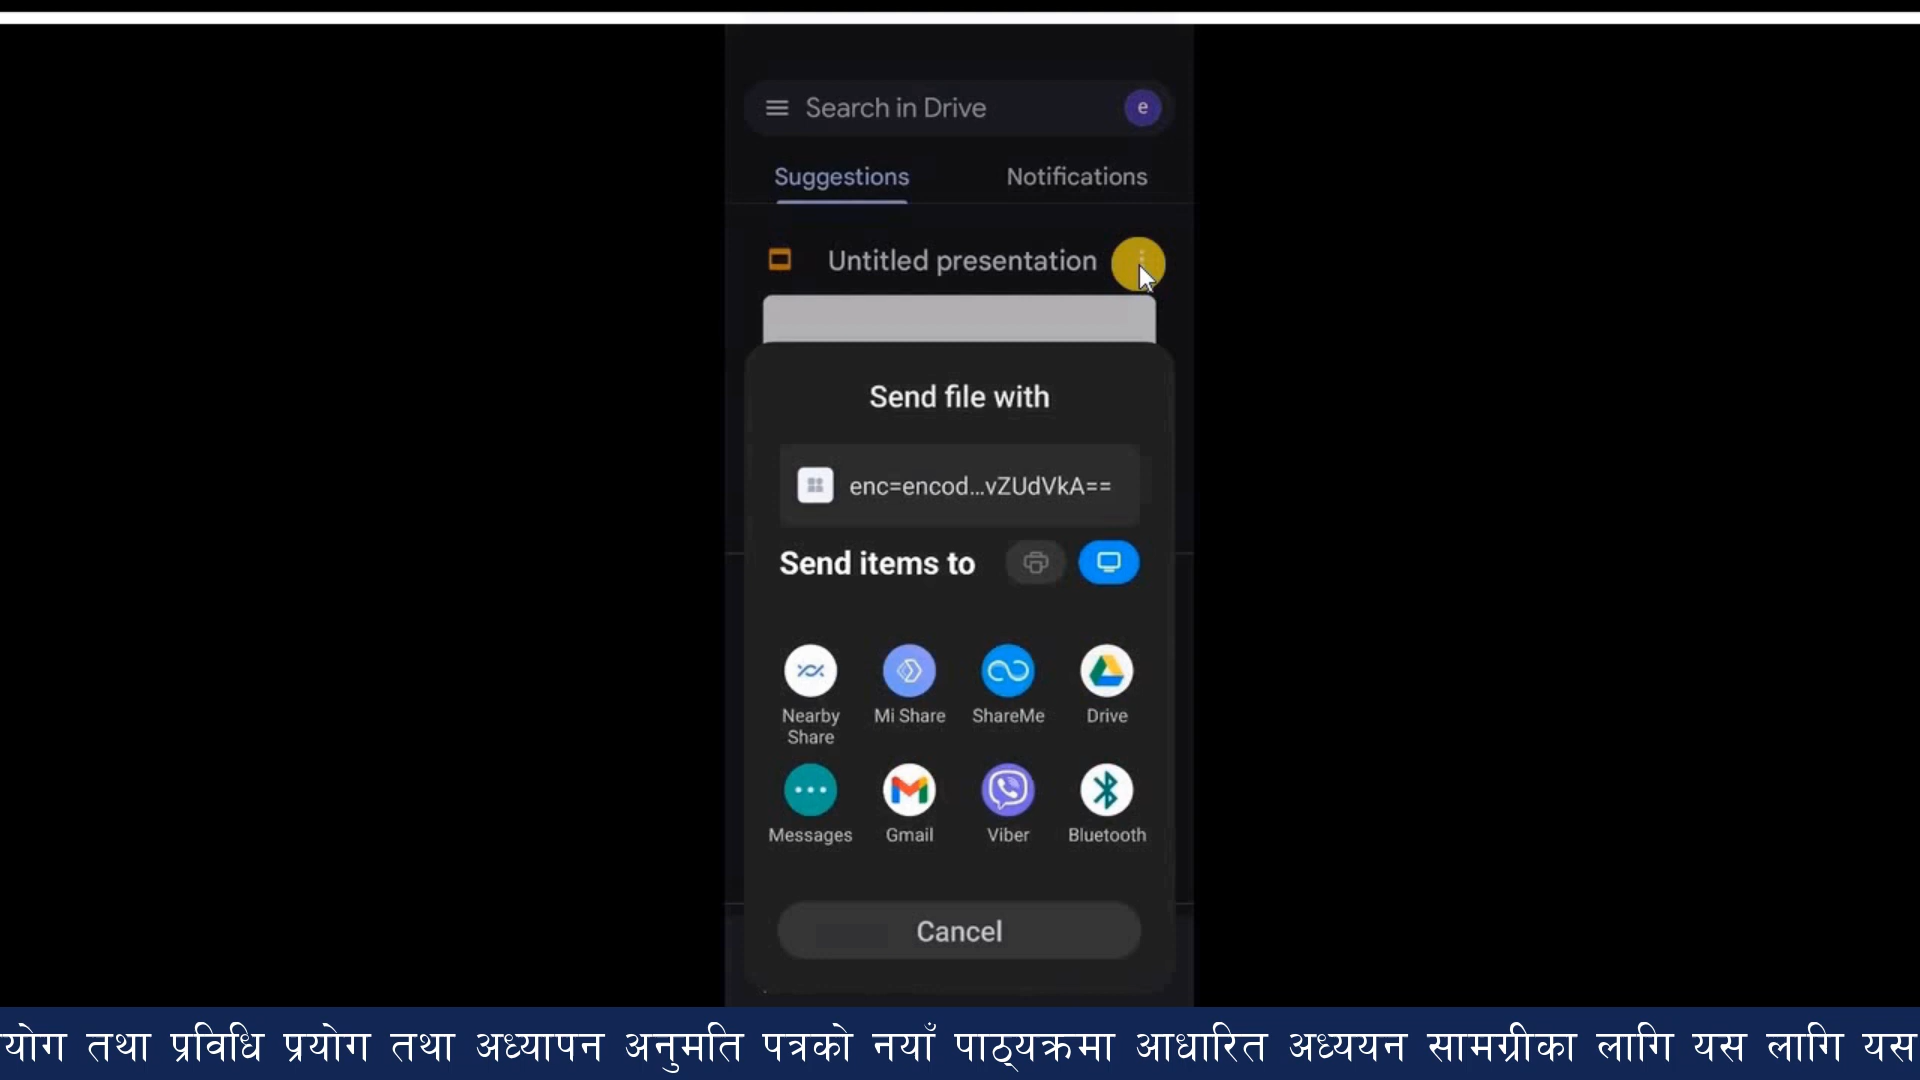 Search in Drive
e
Suggestions
Notifications
Untitled presentation
Send file with
enc=encod...vZUdVkA==
Send items to
Nearby Share
Mi Share
ShareMe
Drive
Messages
Gmail
Viber
Bluetooth
Cancel
योग तथा प्रविधि प्रयोग तथा अध्यापन अनुमति पत्रको नयाँ पाठ्यक्रममा आधारित अध्ययन सामग्रीका लागि यस लागि यस